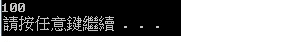 100
請按任意鍵繼續 . . .